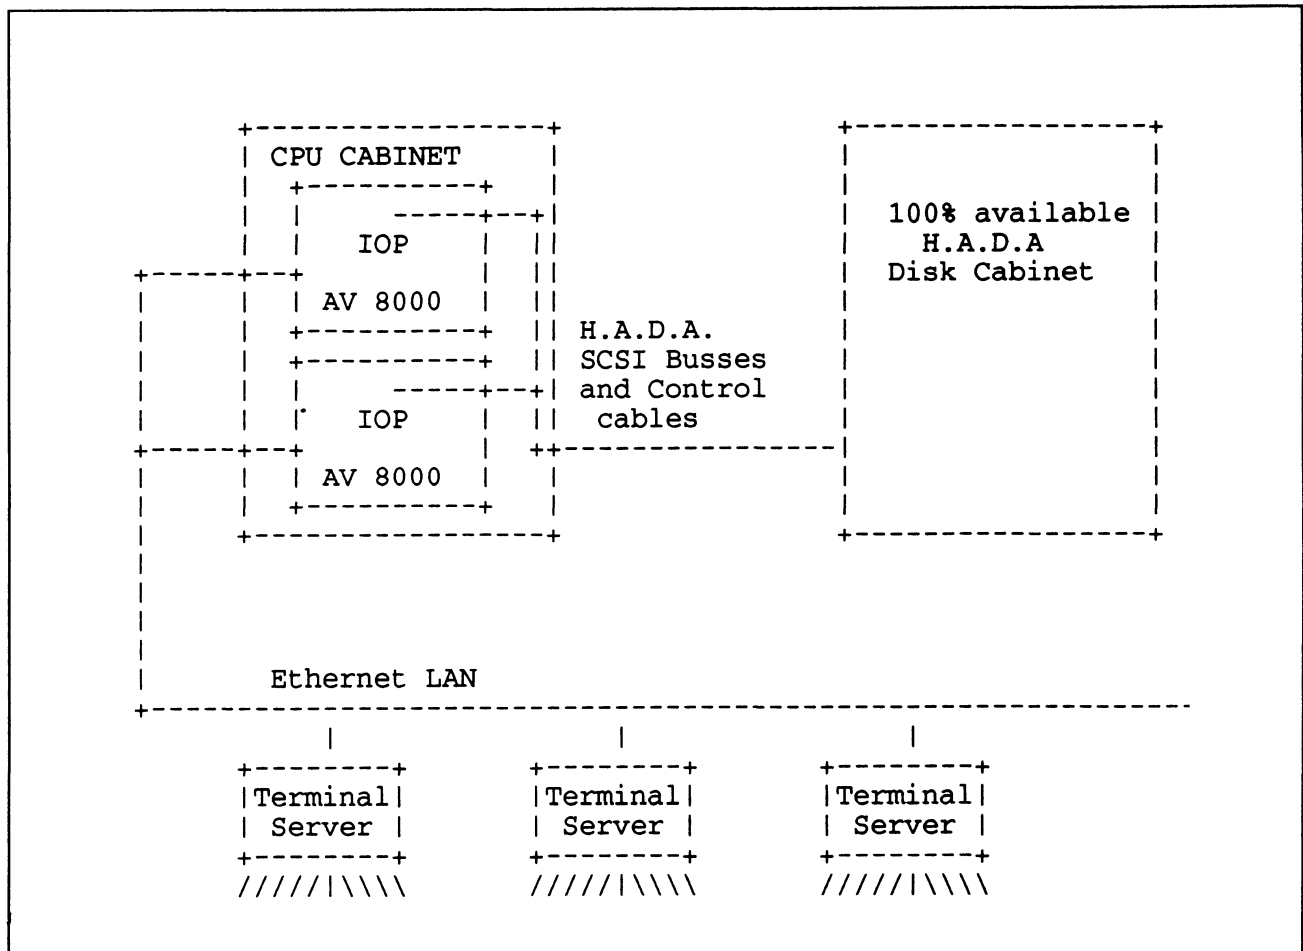 CPU CABINET
IOP
AV 8000
IOP
AV 8000
H.A.D.A.
SCSI Busses
and Control
cables
100% available
H.A.D.A
Disk Cabinet
Ethernet LAN
Terminal
Server
Terminal
Server
Terminal
Server